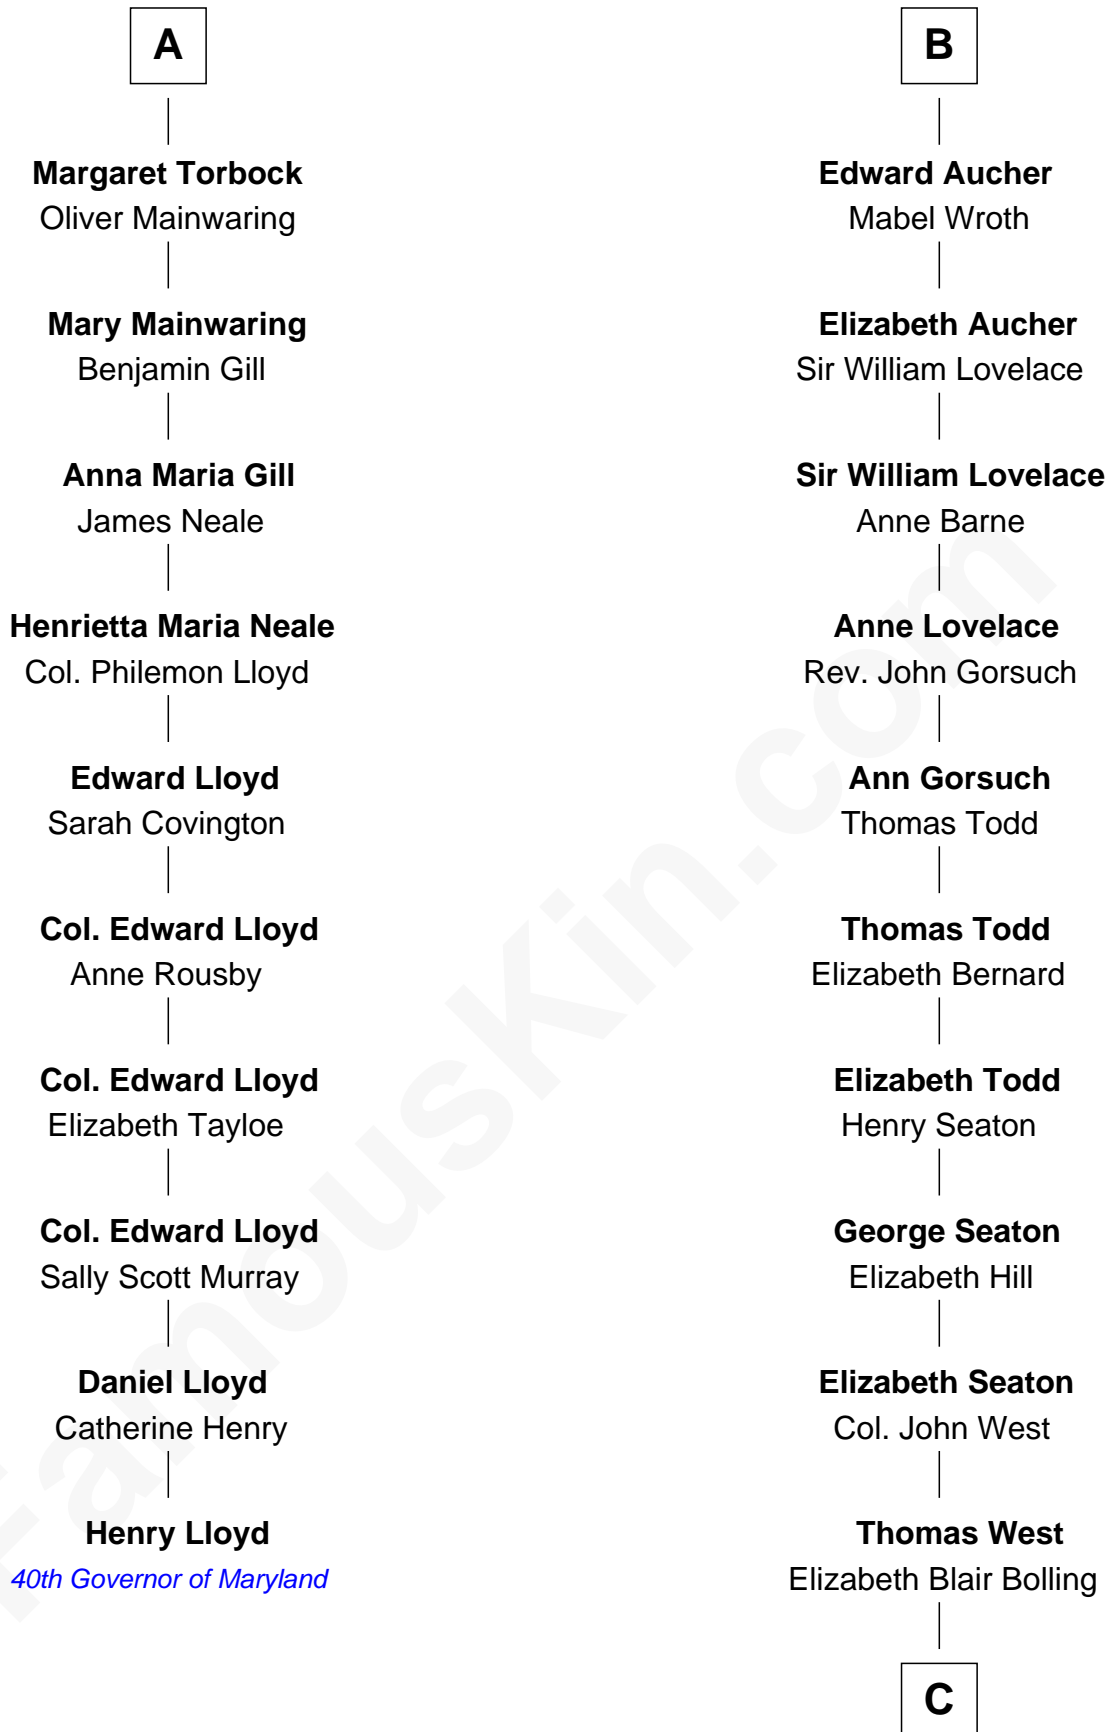 A
Margaret Torbock
Oliver Mainwaring
Mary Mainwaring
Benjamin Gill
Anna Maria Gill
James Neale
Henrietta Maria Neale
Col. Philemon Lloyd
Edward Lloyd
Sarah Covington
Col. Edward Lloyd
Anne Rousby
Col. Edward Lloyd
Elizabeth Tayloe
Col. Edward Lloyd
Sally Scott Murray
Daniel Lloyd
Catherine Henry
Henry Lloyd
40th Governor of Maryland
B
Edward Aucher
Mabel Wroth
Elizabeth Aucher
Sir William Lovelace
Sir William Lovelace
Anne Barne
Anne Lovelace
Rev. John Gorsuch
Ann Gorsuch
Thomas Todd
Thomas Todd
Elizabeth Bernard
Elizabeth Todd
Henry Seaton
George Seaton
Elizabeth Hill
Elizabeth Seaton
Col. John West
Thomas West
Elizabeth Blair Bolling
C
FamousKin.com